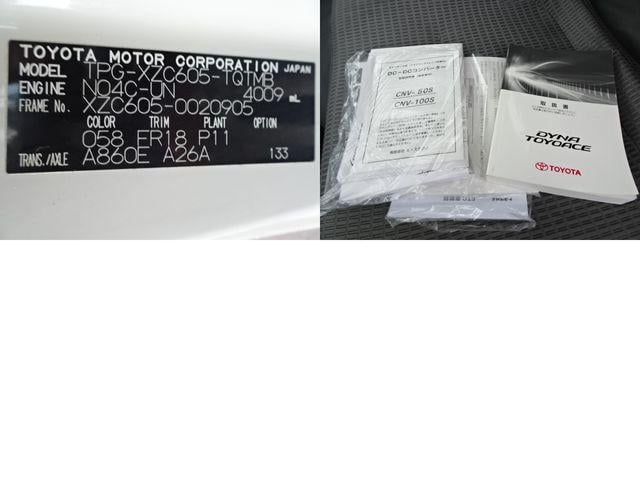 TOYOTA MOTOR CORPORATION JAPAN
MODEL TPG-XZC605-TQTMB
ENGINE N04C-UN 4009 mL
FRAME No. XZC605-0020905
COLOR TRIM PLANT OPTION
058 FR18 P11
TRANS./AXLE A860E A26A 133
DC-DCコンバーター
CNV-50S
CNV-100S
取扱書
DYNA
TOYOACE
TOYOTA